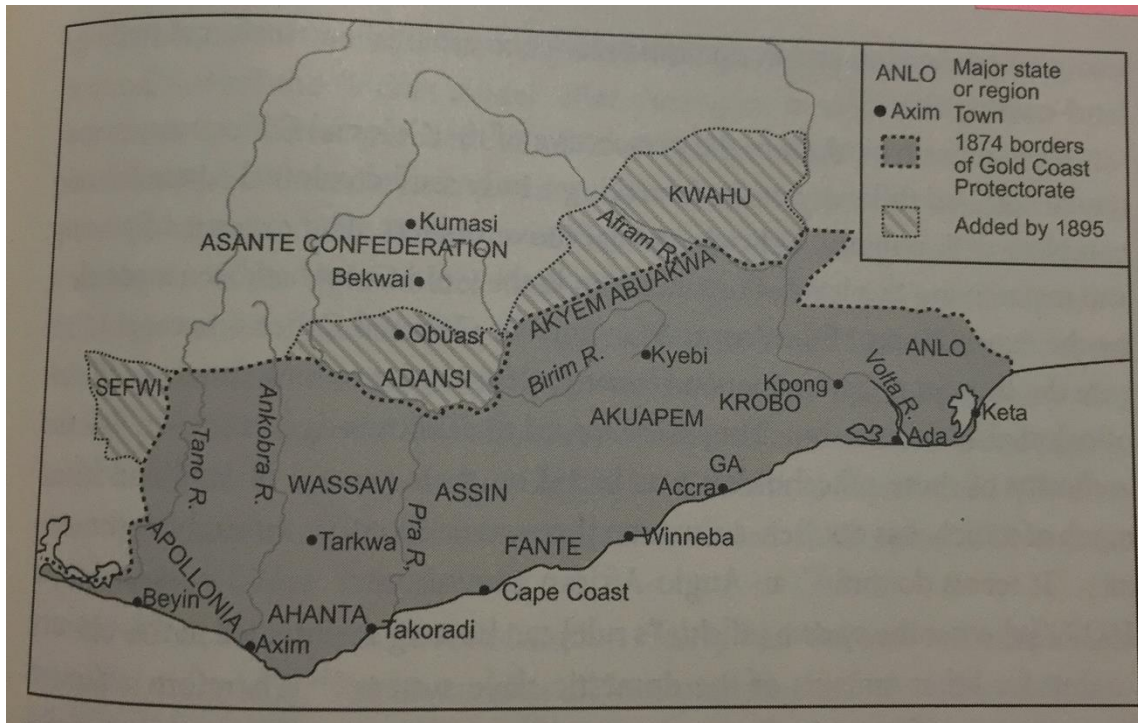 ANLO Major state
or region
Axim Town
1874 borders
of Gold Coast
Protectorate
Added by 1895
KWAHU
Afram R.
Kumasi
ASANTE CONFEDERATION
Bekwai
AKYEM ABUAKWA
Obuasi
ADANSI
SEFWI
Birim R.
Kyebi
ANLO
Volta R.
Kpong
KROBO
AKUAPEM
Keta
Ada
Tano R.
Ankobra R.
GA
Accra
WASSAW
ASSIN
Pra R.
Tarkwa
FANTE
Winneba
APOLLONIA
Beyin
AHANTA
Cape Coast
Takoradi
Axim